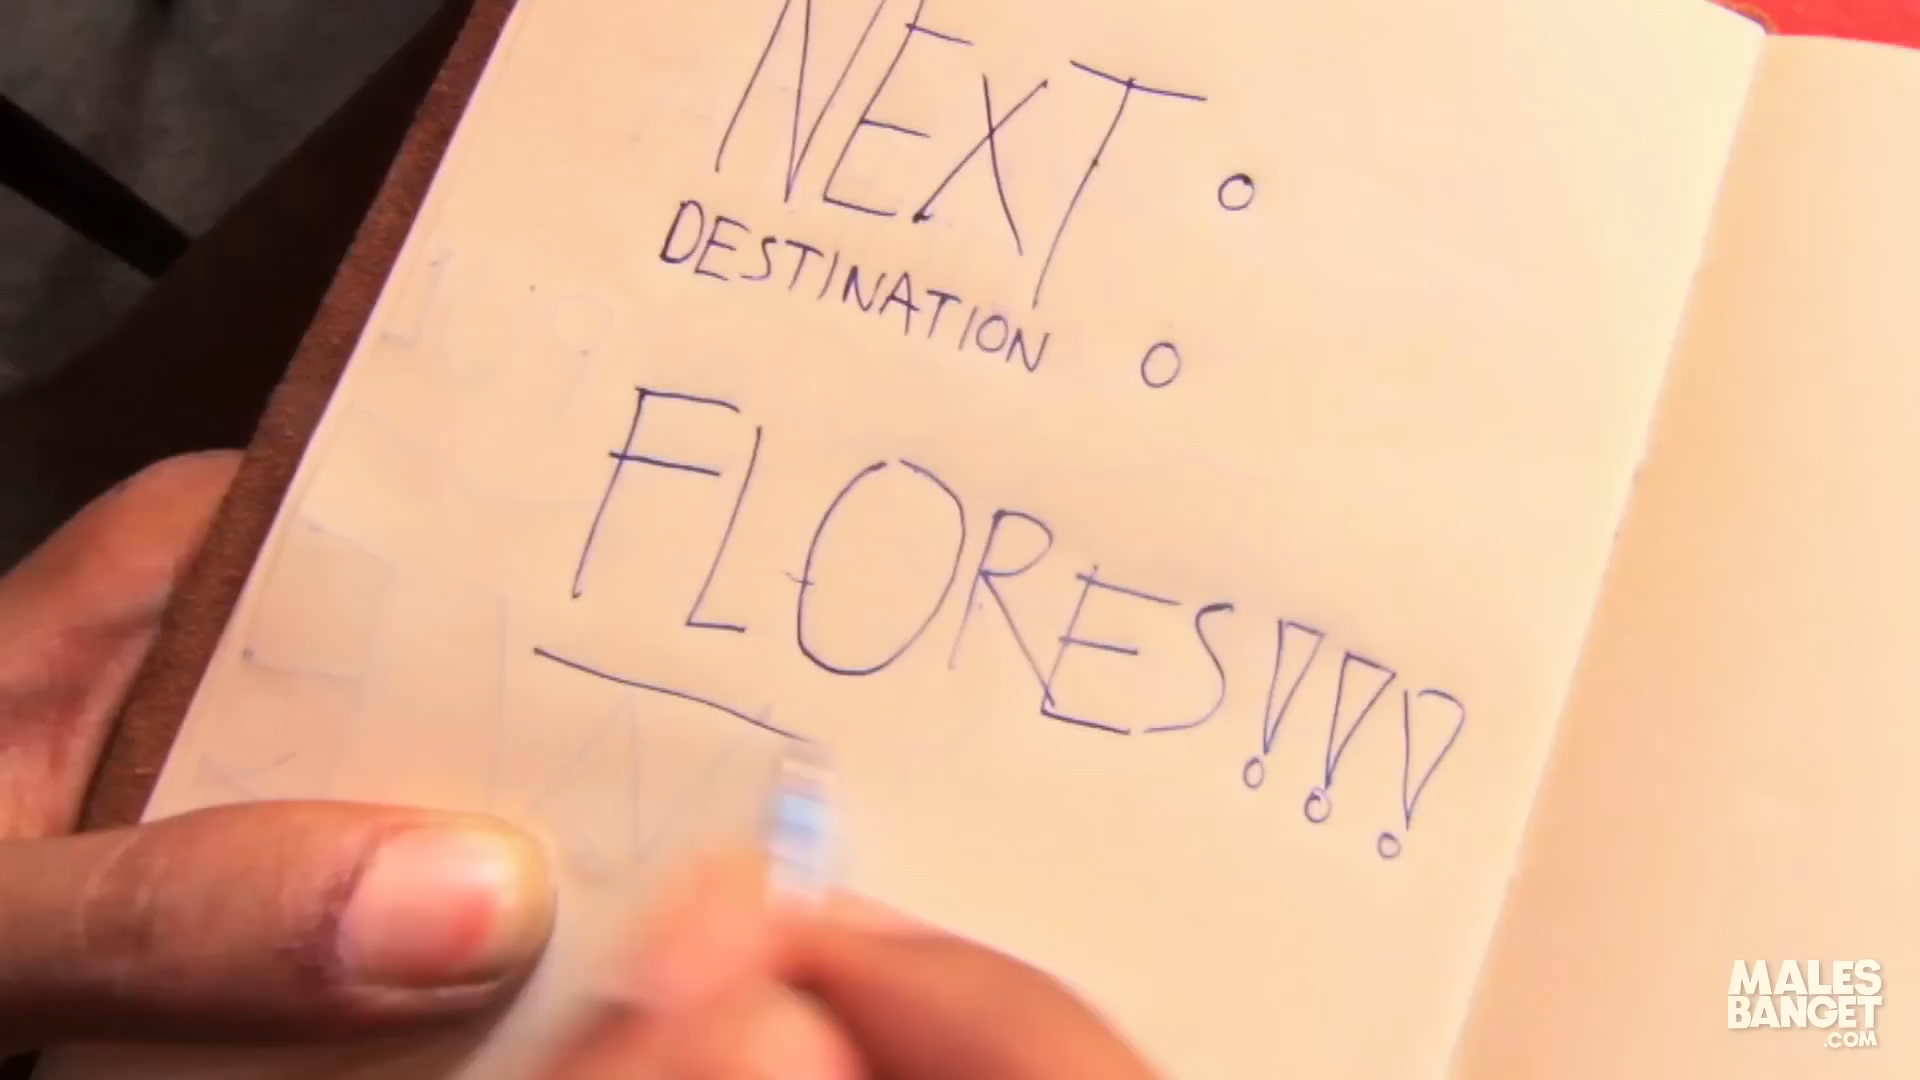 NEXT :
DESTINATION
FLORES!!!
MALES
BANGET
.COM